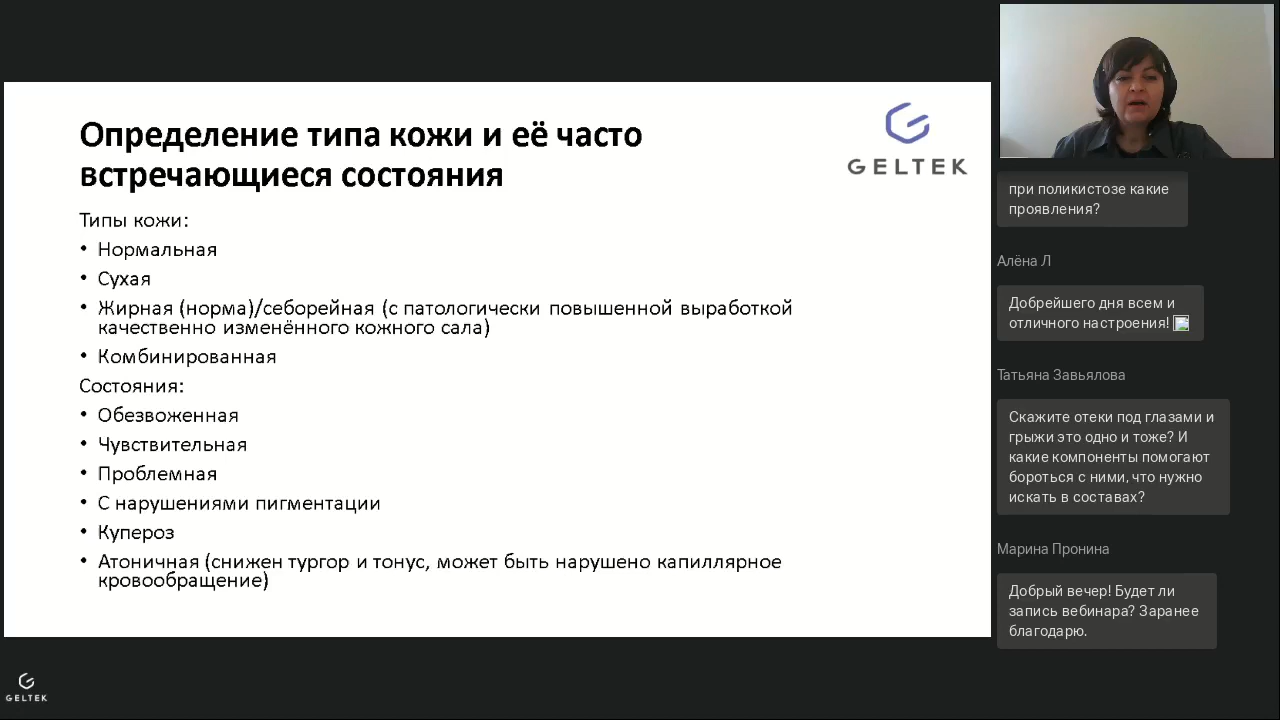 Определение типа кожи и её часто
встречающиеся состояния
GELTEK
Типы кожи:
• Нормальная
• Сухая
• Жирная (норма)/себорейная (с патологически повышенной выработкой
качественно изменённого кожного сала)
• Комбинированная
Состояния:
• Обезвоженная
• Чувствительная
• Проблемная
• С нарушениями пигментации
• Купероз
• Атоничная (снижен тургор и тонус, может быть нарушено капиллярное
кровообращение)
GELTEK
при поликистозе какие
проявления?
Алёна Л
Добрейшего дня всем и
отличного настроения!
Татьяна Завьялова
Скажите отеки под глазами и
грыжи это одно и тоже? И
какие компоненты помогают
бороться с ними, что нужно
искать в составах?
Марина Пронина
Добрый вечер! Будет ли
запись вебинара? Заранее
благодарю.